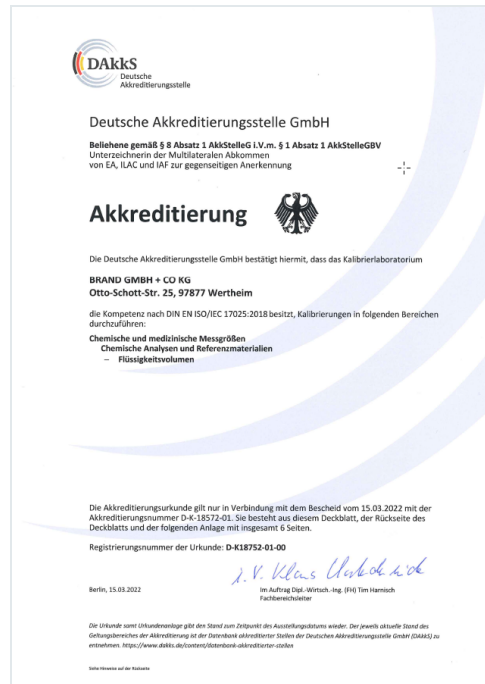 DAkkS
Deutsche
Akkreditierungsstelle
Deutsche Akkreditierungsstelle GmbH
Beliehene gemäß § 8 Absatz 1 AkkStelleG i.V.m. § 1 Absatz 1 AkkStelleGBV
Unterzeichnerin der Multilateralen Abkommen
von EA, ILAC und IAF zur gegenseitigen Anerkennung
Akkreditierung
Die Deutsche Akkreditierungsstelle GmbH bestätigt hiermit, dass das Kalibrierlaboratorium
BRAND GMBH + CO KG
Otto-Schott-Str. 25, 97877 Wertheim
die Kompetenz nach DIN EN ISO/IEC 17025:2018 besitzt, Kalibrierungen in folgenden Bereichen
durchzuführen:
Chemische und medizinische Messgrößen
Chemische Analysen und Referenzmaterialien
– Flüssigkeitsvolumen
Die Akkreditierungsurkunde gilt nur in Verbindung mit dem Bescheid vom 15.03.2022 mit der
Akkreditierungsnummer D-K-18572-01. Sie besteht aus diesem Deckblatt, der Rückseite des
Deckblatts und der folgenden Anlage mit insgesamt 6 Seiten.
Registrierungsnummer der Urkunde: D-K18752-01-00
i. V. Klaus
Berlin, 15.03.2022
Im Auftrag Dipl.-Wirtsch.-Ing. (FH) Tim Harnisch
Fachbereichsleiter
Die Urkunde samt Urkundenanlage gibt den Stand zum Zeitpunkt des Ausstellungsdatums wieder. Der jeweils aktuelle Stand des
Geltungsbereiches der Akkreditierung ist der Datenbank akkreditierter Stellen der Deutschen Akkreditierungsstelle GmbH (DAkkS) zu
entnehmen. https://www.dakks.de/content/datenbank-akkreditierter-stellen
Siehe Hinweise auf der Rückseite